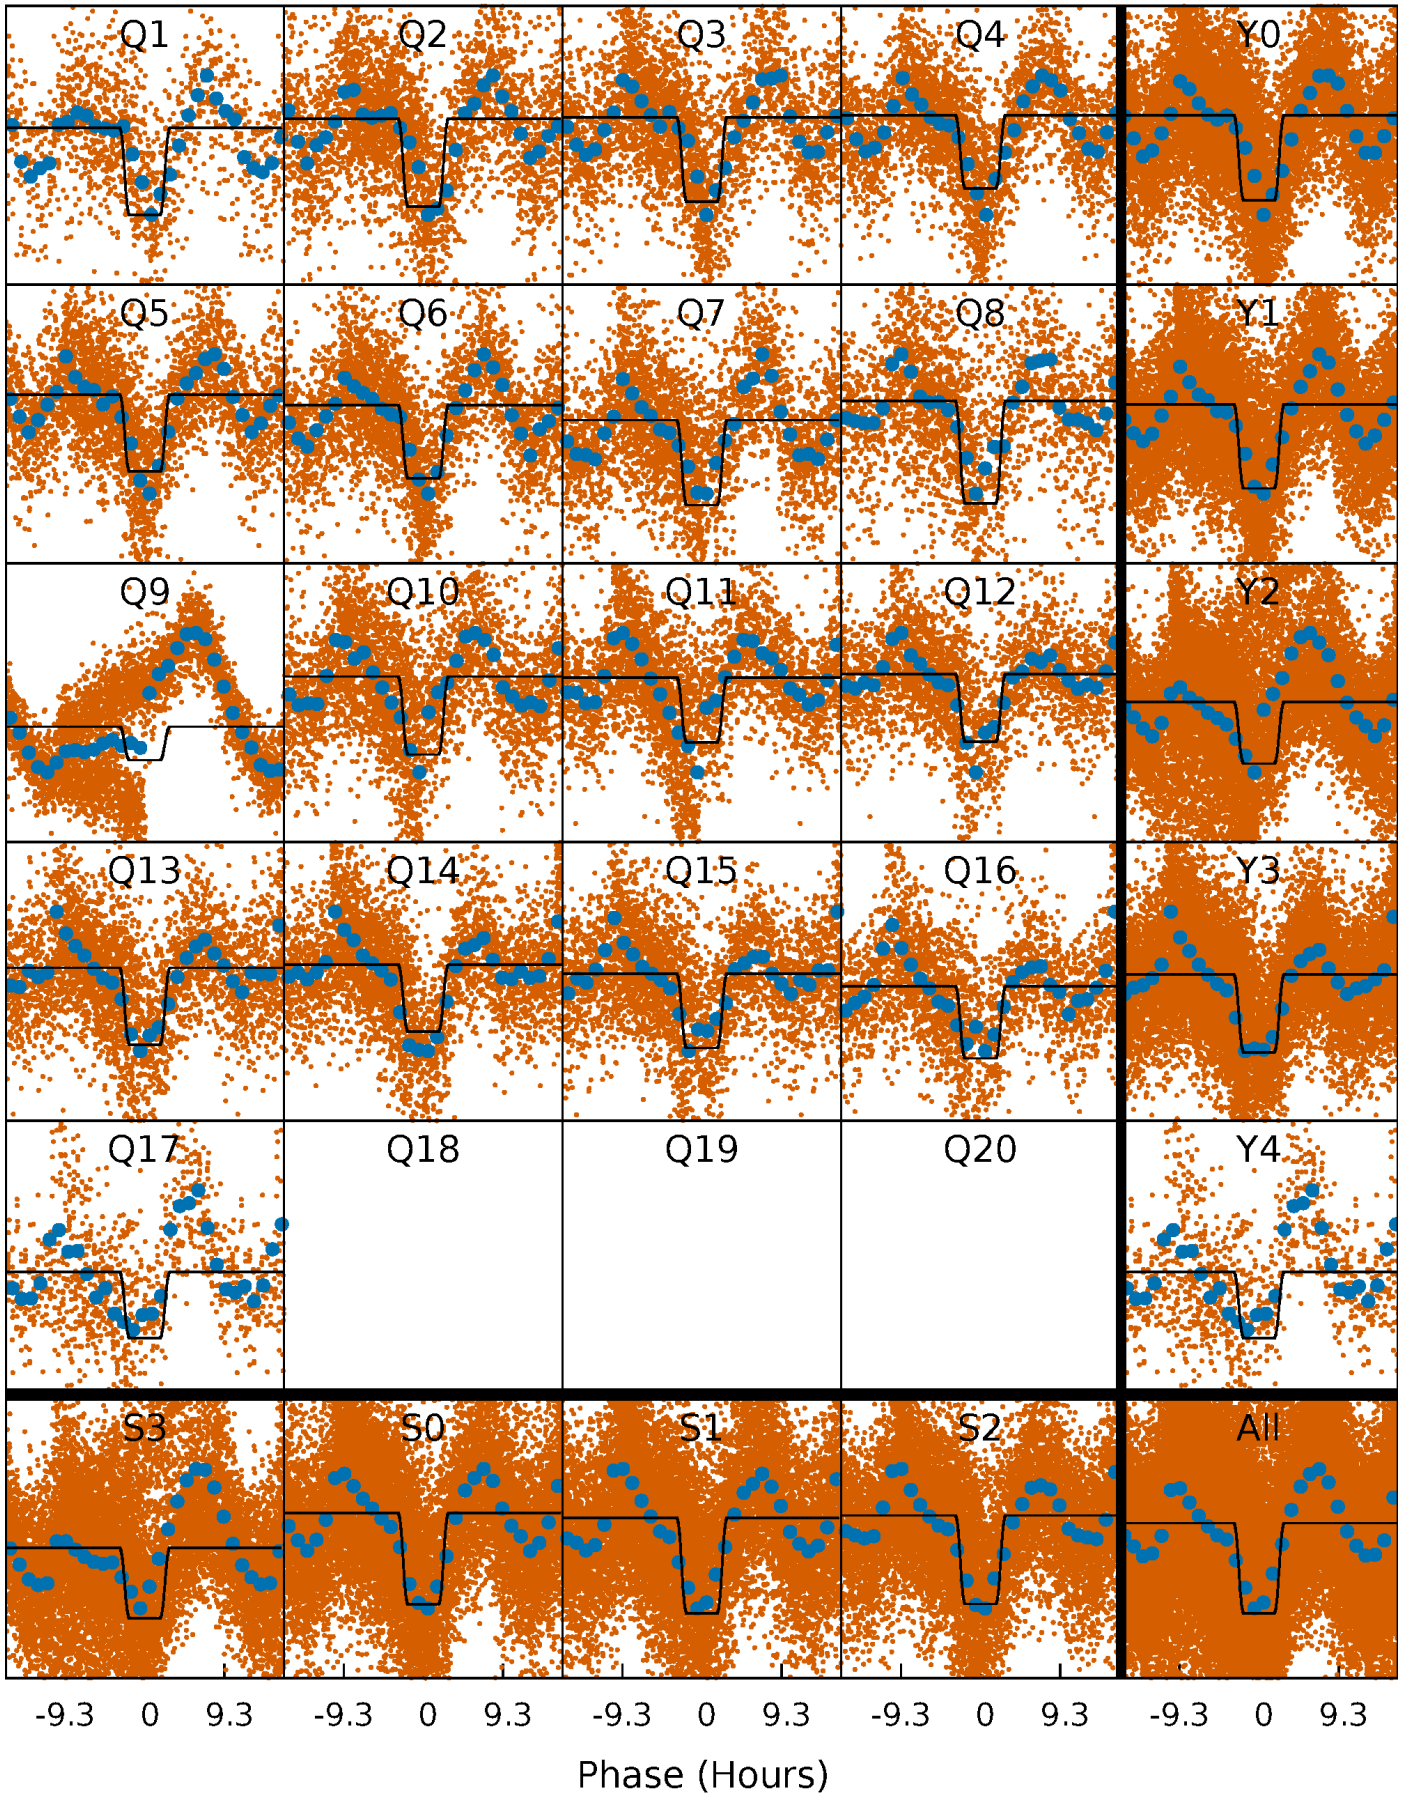 Q1 Q2 Q3 Q4 Y0
Q5 Q6 Q7 Q8 Y1
Q9 Q10 Q11 Q12 Y2
Q13 Q14 Q15 Q16 Y3
Q17 Q18 Q19 Q20 Y4
S3 S0 S1 S2 All
-9.3 0 9.3 -9.3 0 9.3 -9.3 0 9.3 -9.3 0 9.3 -9.3 0 9.3
Phase (Hours)